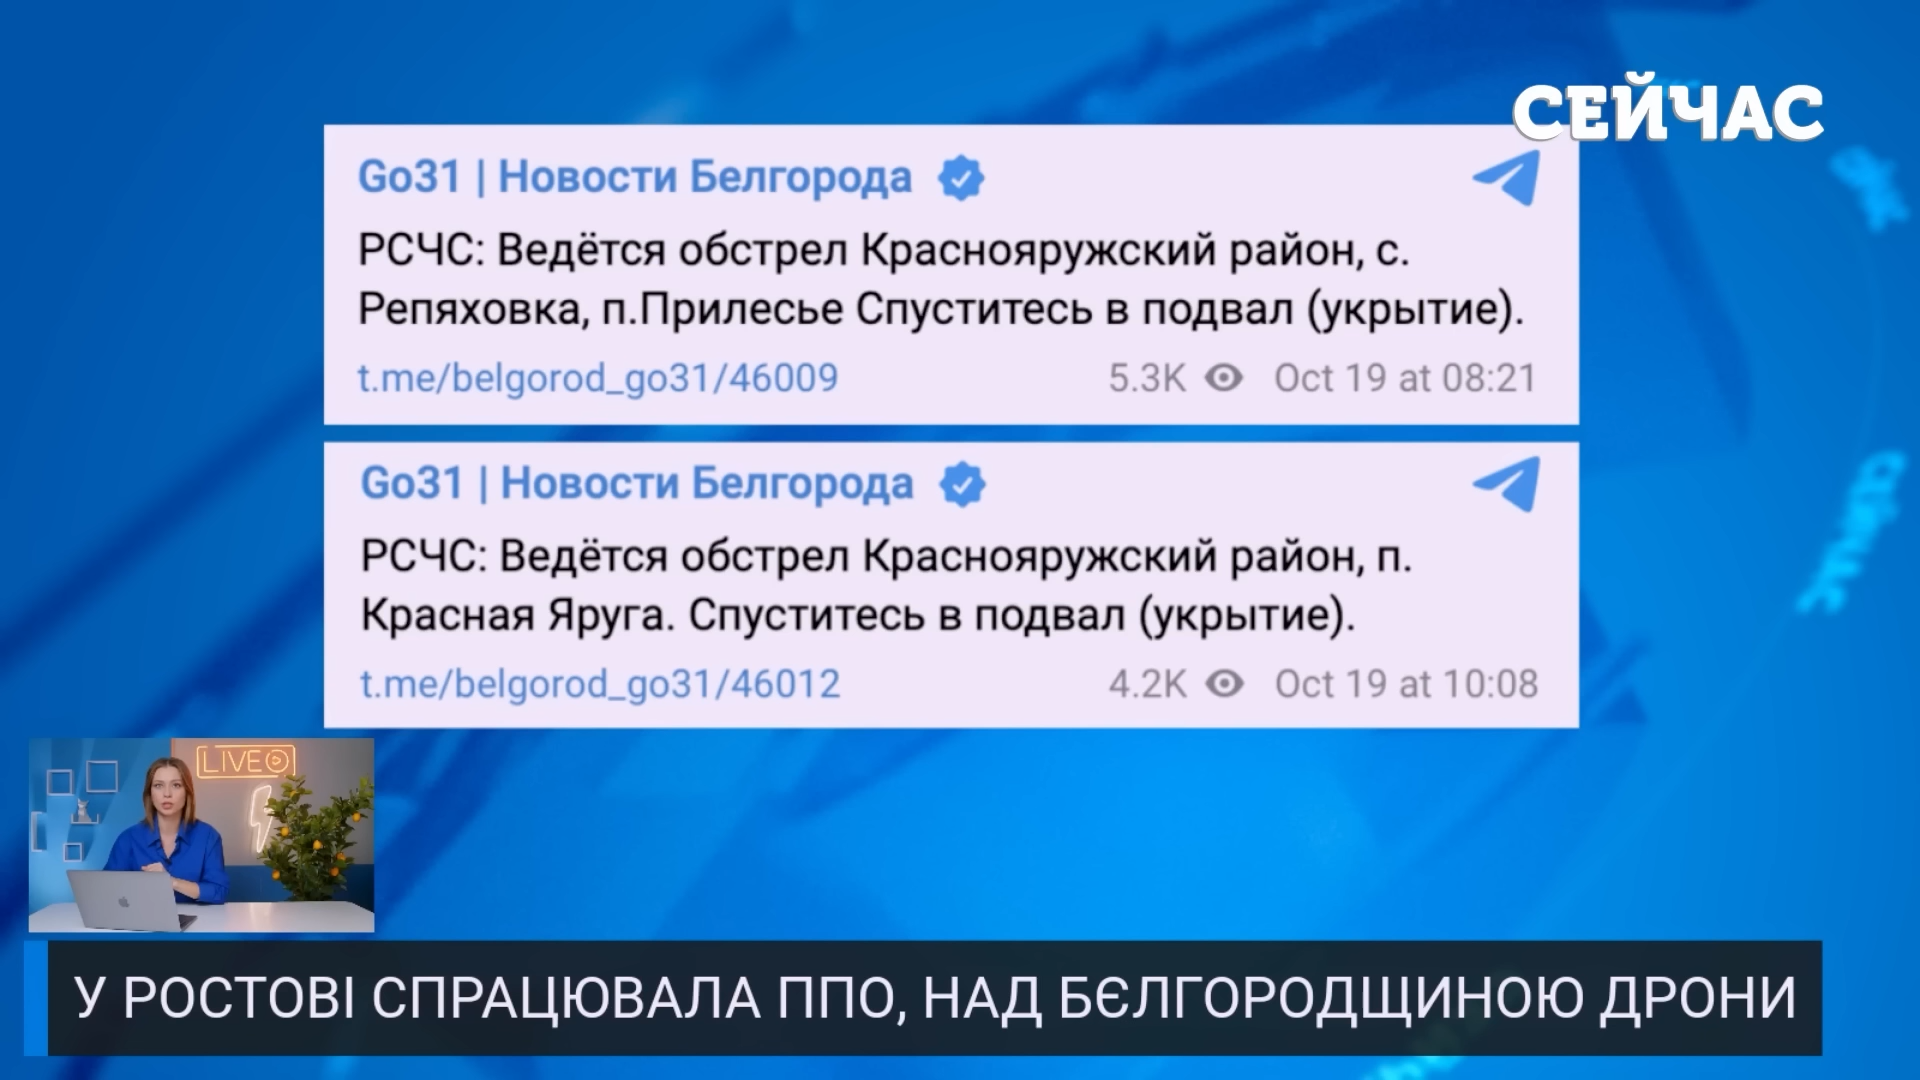 СЕЙЧАС
Go31 | Новости Белгорода
РСЧС: Ведётся обстрел Краснояружский район, с.
Репяховка, п.Прилесье Спуститесь в подвал (укрытие).
t.me/belgorod_go31/46009 5.3K Oct 19 at 08:21
Go31 | Новости Белгорода
РСЧС: Ведётся обстрел Краснояружский район, п.
Красная Яруга. Спуститесь в подвал (укрытие).
t.me/belgorod_go31/46012 4.2K Oct 19 at 10:08
LIVE
У РОСТОВІ СПРАЦЮВАЛА ППО, НАД БЄЛГОРОДЩИНОЮ ДРОНИ